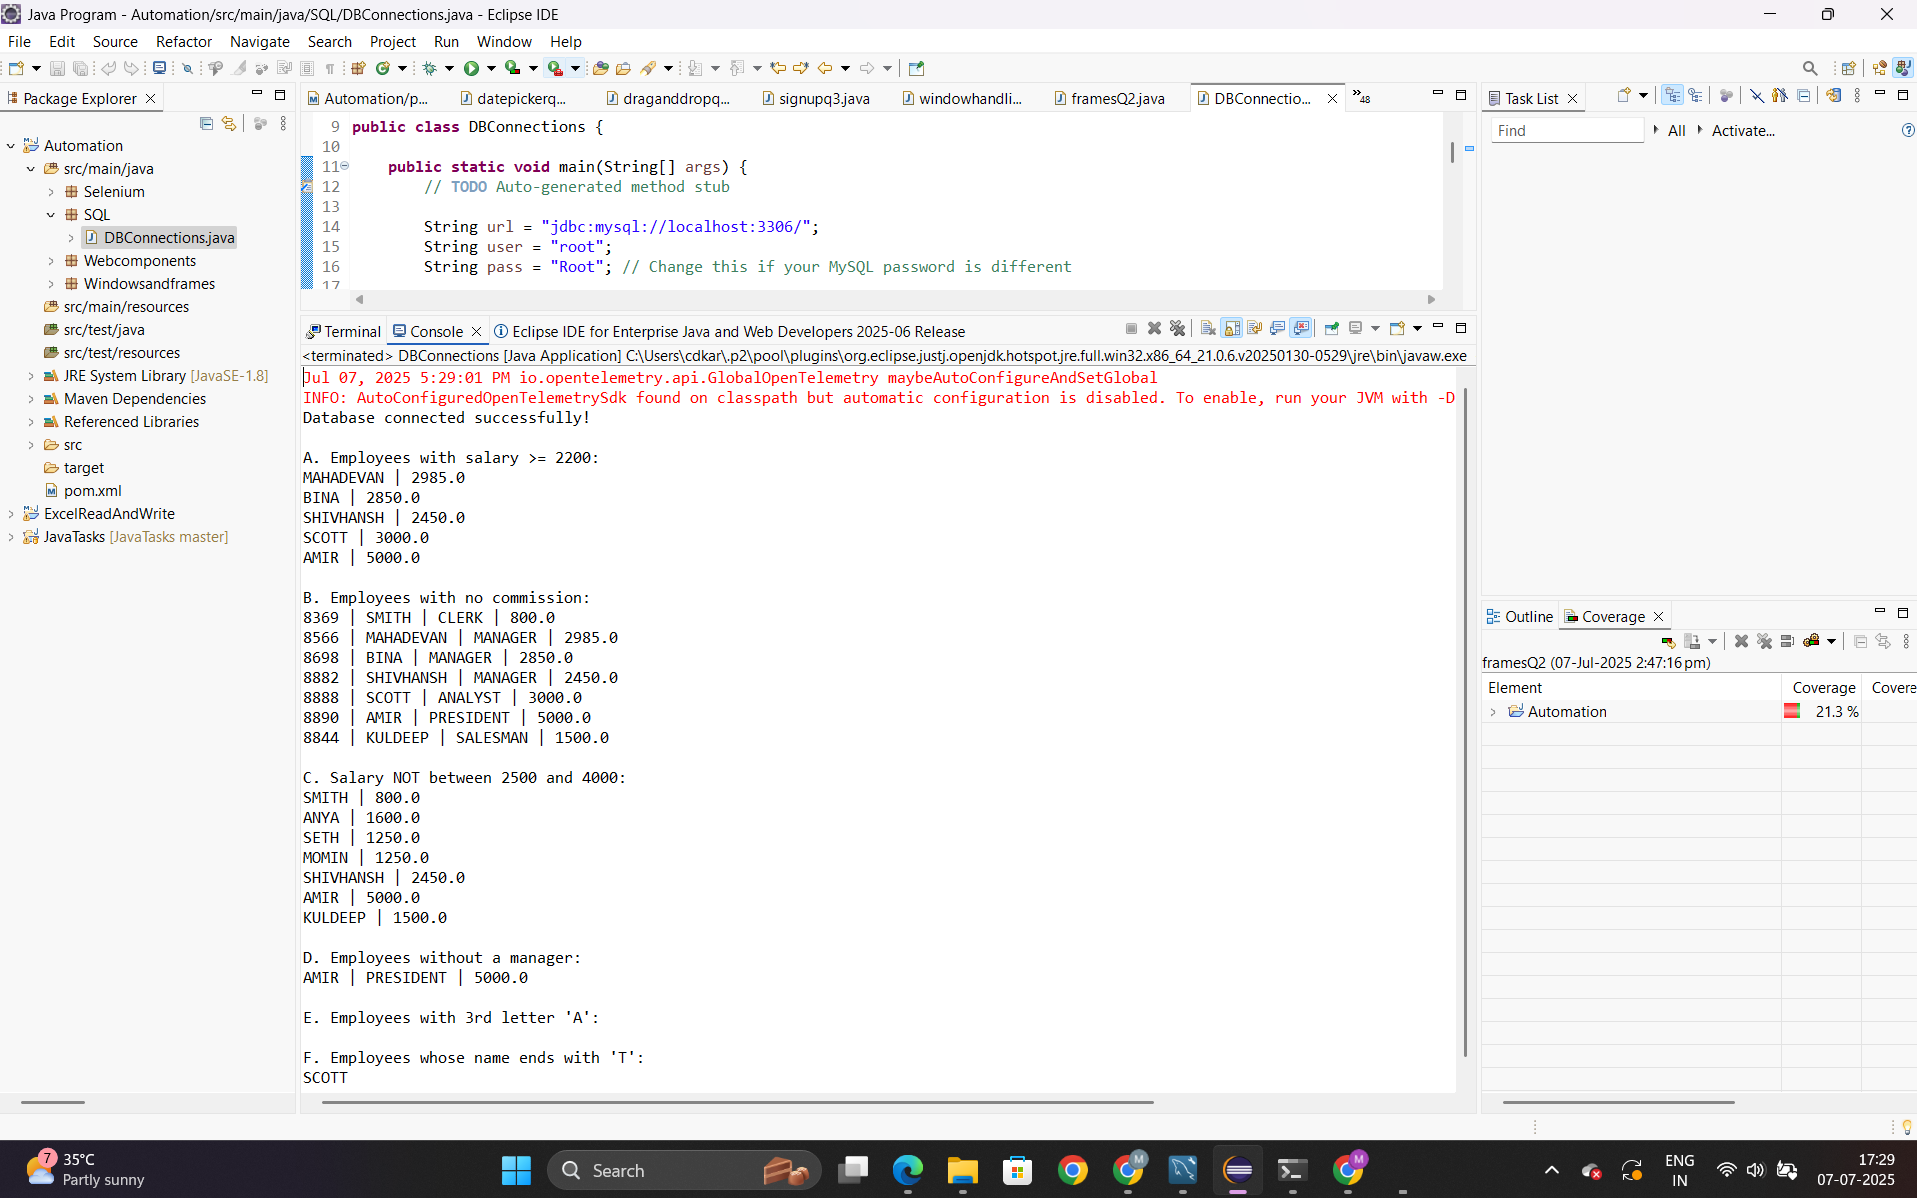 Java Program - Automation/src/main/java/SQL/DBConnections.java - Eclipse IDE
File Edit Source Refactor Navigate Search Project Run Window Help
Package Explorer
Automation
src/main/java
Selenium
SQL
DBConnections.java
Webcomponents
Windowsandframes
src/main/resources
src/test/java
src/test/resources
JRE System Library [JavaSE-1.8]
Maven Dependencies
Referenced Libraries
src
target
pom.xml
ExcelReadAndWrite
JavaTasks [JavaTasks master]
Automation/p... datepickerq... draganddropq... signupq3.java windowhandli... framesQ2.java DBConnectio... »48
9 public class DBConnections {
10
11 public static void main(String[] args) {
12 // TODO Auto-generated method stub
13
14 String url = "jdbc:mysql://localhost:3306/";
15 String user = "root";
16 String pass = "Root"; // Change this if your MySQL password is different
17
Terminal Console Eclipse IDE for Enterprise Java and Web Developers 2025-06 Release
<terminated> DBConnections [Java Application] C:\Users\cdkar\.p2\pool\plugins\org.eclipse.justj.openjdk.hotspot.jre.full.win32.x86_64_21.0.6.v20250130-0529\jre\bin\javaw.exe
Jul 07, 2025 5:29:01 PM io.opentelemetry.api.GlobalOpenTelemetry maybeAutoConfigureAndSetGlobal
INFO: AutoConfiguredOpenTelemetrySdk found on classpath but automatic configuration is disabled. To enable, run your JVM with -D
Database connected successfully!
A. Employees with salary >= 2200:
MAHADEVAN | 2985.0
BINA | 2850.0
SHIVHANSH | 2450.0
SCOTT | 3000.0
AMIR | 5000.0
B. Employees with no commission:
8369 | SMITH | CLERK | 800.0
8566 | MAHADEVAN | MANAGER | 2985.0
8698 | BINA | MANAGER | 2850.0
8882 | SHIVHANSH | MANAGER | 2450.0
8888 | SCOTT | ANALYST | 3000.0
8890 | AMIR | PRESIDENT | 5000.0
8844 | KULDEEP | SALESMAN | 1500.0
C. Salary NOT between 2500 and 4000:
SMITH | 800.0
ANYA | 1600.0
SETH | 1250.0
MOMIN | 1250.0
SHIVHANSH | 2450.0
AMIR | 5000.0
KULDEEP | 1500.0
D. Employees without a manager:
AMIR | PRESIDENT | 5000.0
E. Employees with 3rd letter 'A':
F. Employees whose name ends with 'T':
SCOTT
Task List
Find All Activate...
Outline Coverage
framesQ2 (07-Jul-2025 2:47:16 pm)
Element Coverage Covere
Automation 21.3 %
7
35°C
Partly sunny
Search
M
M
ENG
IN
17:29
07-07-2025